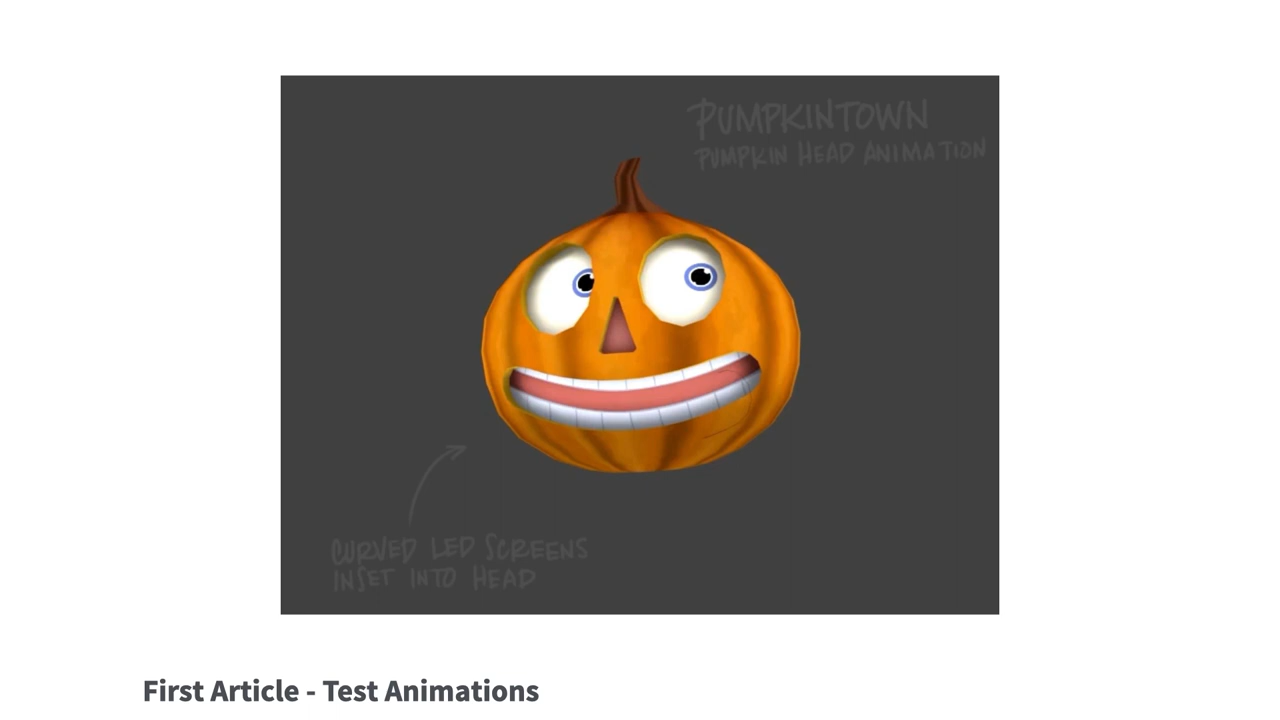 PUMPKINTOWN
PUMPKIN HEAD ANIMATION
CURVED LED SCREENS
INSET INTO HEAD
First Article - Test Animations